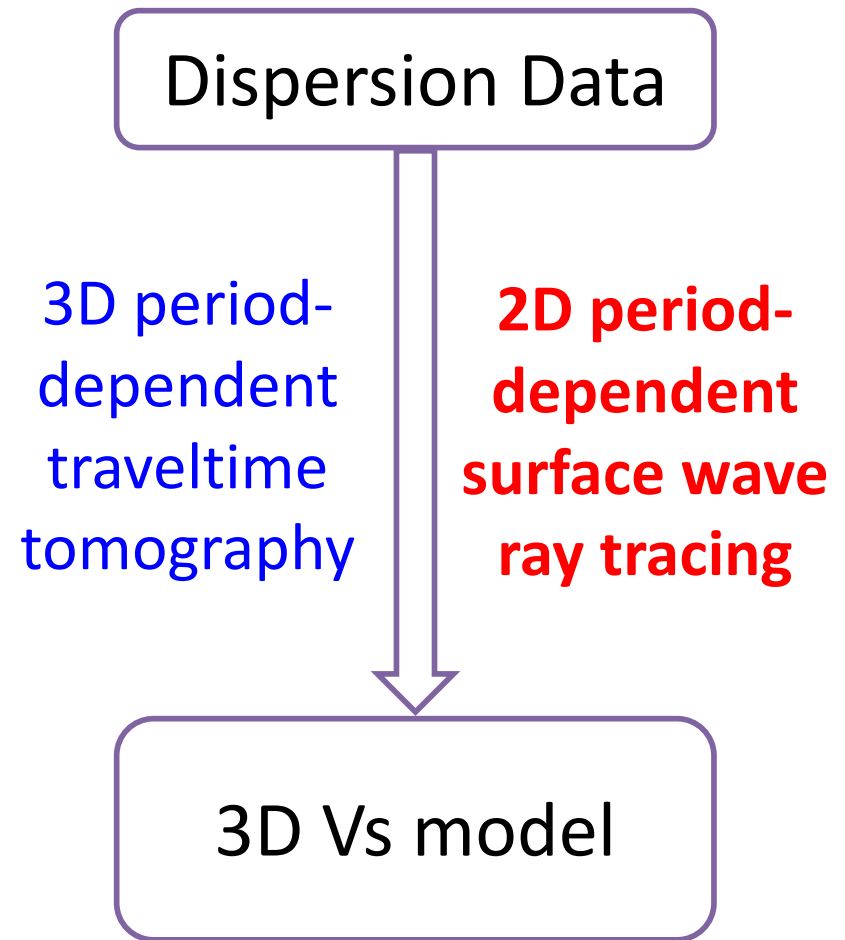 Dispersion Data
3D period-
dependent
traveltime
tomography
2D period-
dependent
surface wave
ray tracing
3D Vs model